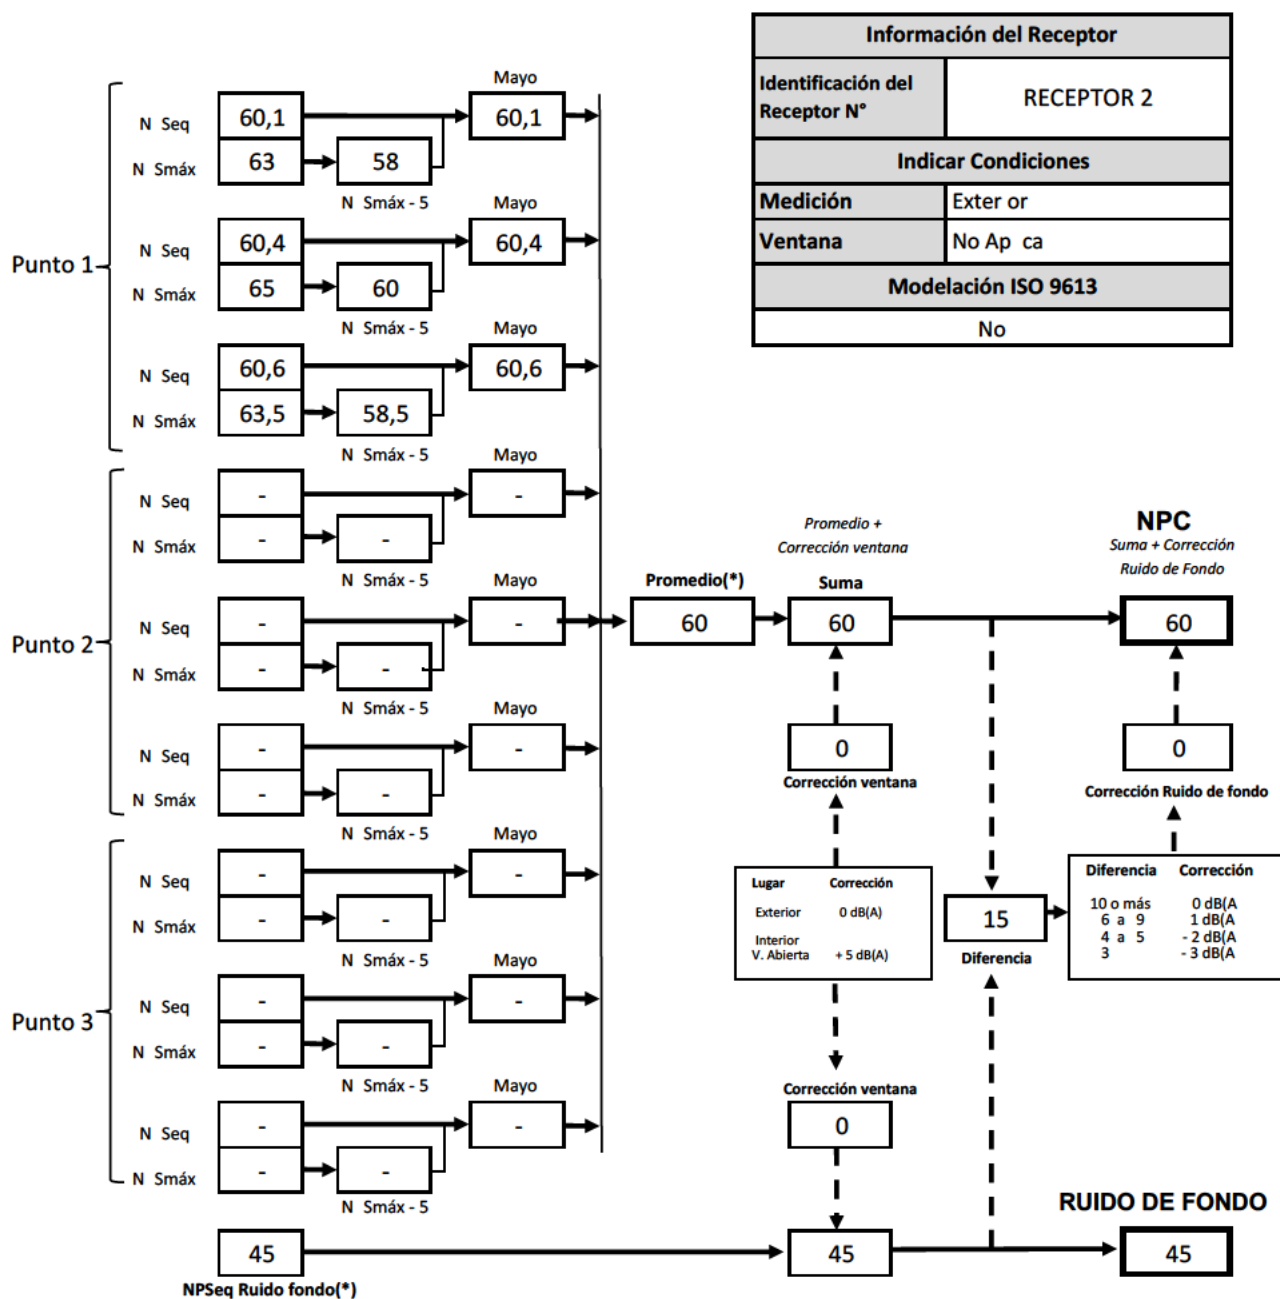 Información del Receptor
Identificación del Receptor N°
RECEPTOR 2
Indicar Condiciones
Medición
Exter or
Ventana
No Ap ca
Modelación ISO 9613
No
Punto 1
Mayo
N Seq
60,1
60,1
N Smáx
63
58
N Smáx - 5
Mayo
N Seq
60,4
60,4
N Smáx
65
60
N Smáx - 5
Mayo
N Seq
60,6
60,6
N Smáx
63,5
58,5
N Smáx - 5
Punto 2
Mayo
N Seq
-
-
N Smáx
-
-
N Smáx - 5
Mayo
N Seq
-
-
N Smáx
-
-
N Smáx - 5
Mayo
N Seq
-
-
N Smáx
-
-
N Smáx - 5
Punto 3
Mayo
N Seq
-
-
N Smáx
-
-
N Smáx - 5
Mayo
N Seq
-
-
N Smáx
-
-
N Smáx - 5
Mayo
N Seq
-
-
N Smáx
-
-
N Smáx - 5
Promedio(*)
60
Promedio +
Corrección ventana
Suma
60
NPC
Suma + Corrección
Ruido de Fondo
60
0
Corrección ventana
0
Corrección Ruido de fondo
Lugar Corrección
Exterior 0 dB(A)
Interior
V. Abierta + 5 dB(A)
15
Diferencia
Diferencia Corrección
10 o más 0 dB(A
6 a 9 1 dB(A
4 a 5 - 2 dB(A
3 - 3 dB(A
Corrección ventana
0
45
NPSeq Ruido fondo(*)
45
RUIDO DE FONDO
45